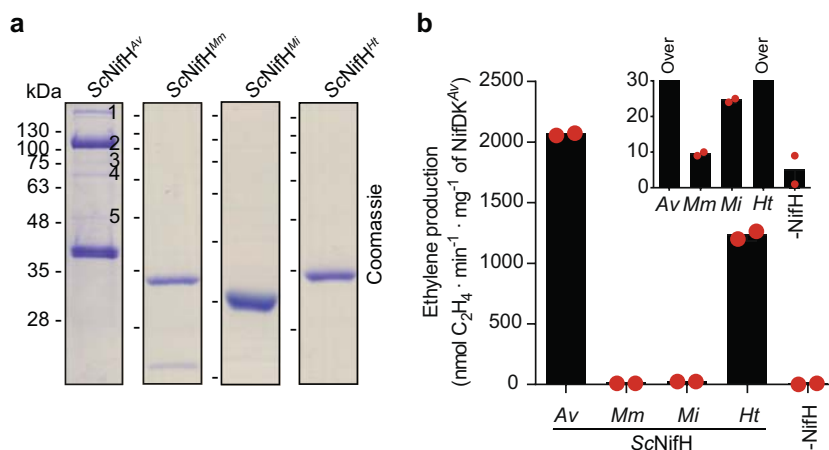 a
ScNifH^Av
ScNifH^Mm
ScNifH^Mi
ScNifH^Ht
kDa
130 -
100 -
75 -
63 -
48 -
35 -
28 -
1
2
3
4
5
Coomassie
b
Ethylene production
(nmol C₂H₄ · min⁻¹ · mg⁻¹ of NifDK^Av)
2500
2000
1500
1000
500
0
Av Mm Mi Ht -NifH
ScNifH
Over Over
30
20
10
0
Av Mm Mi Ht -NifH